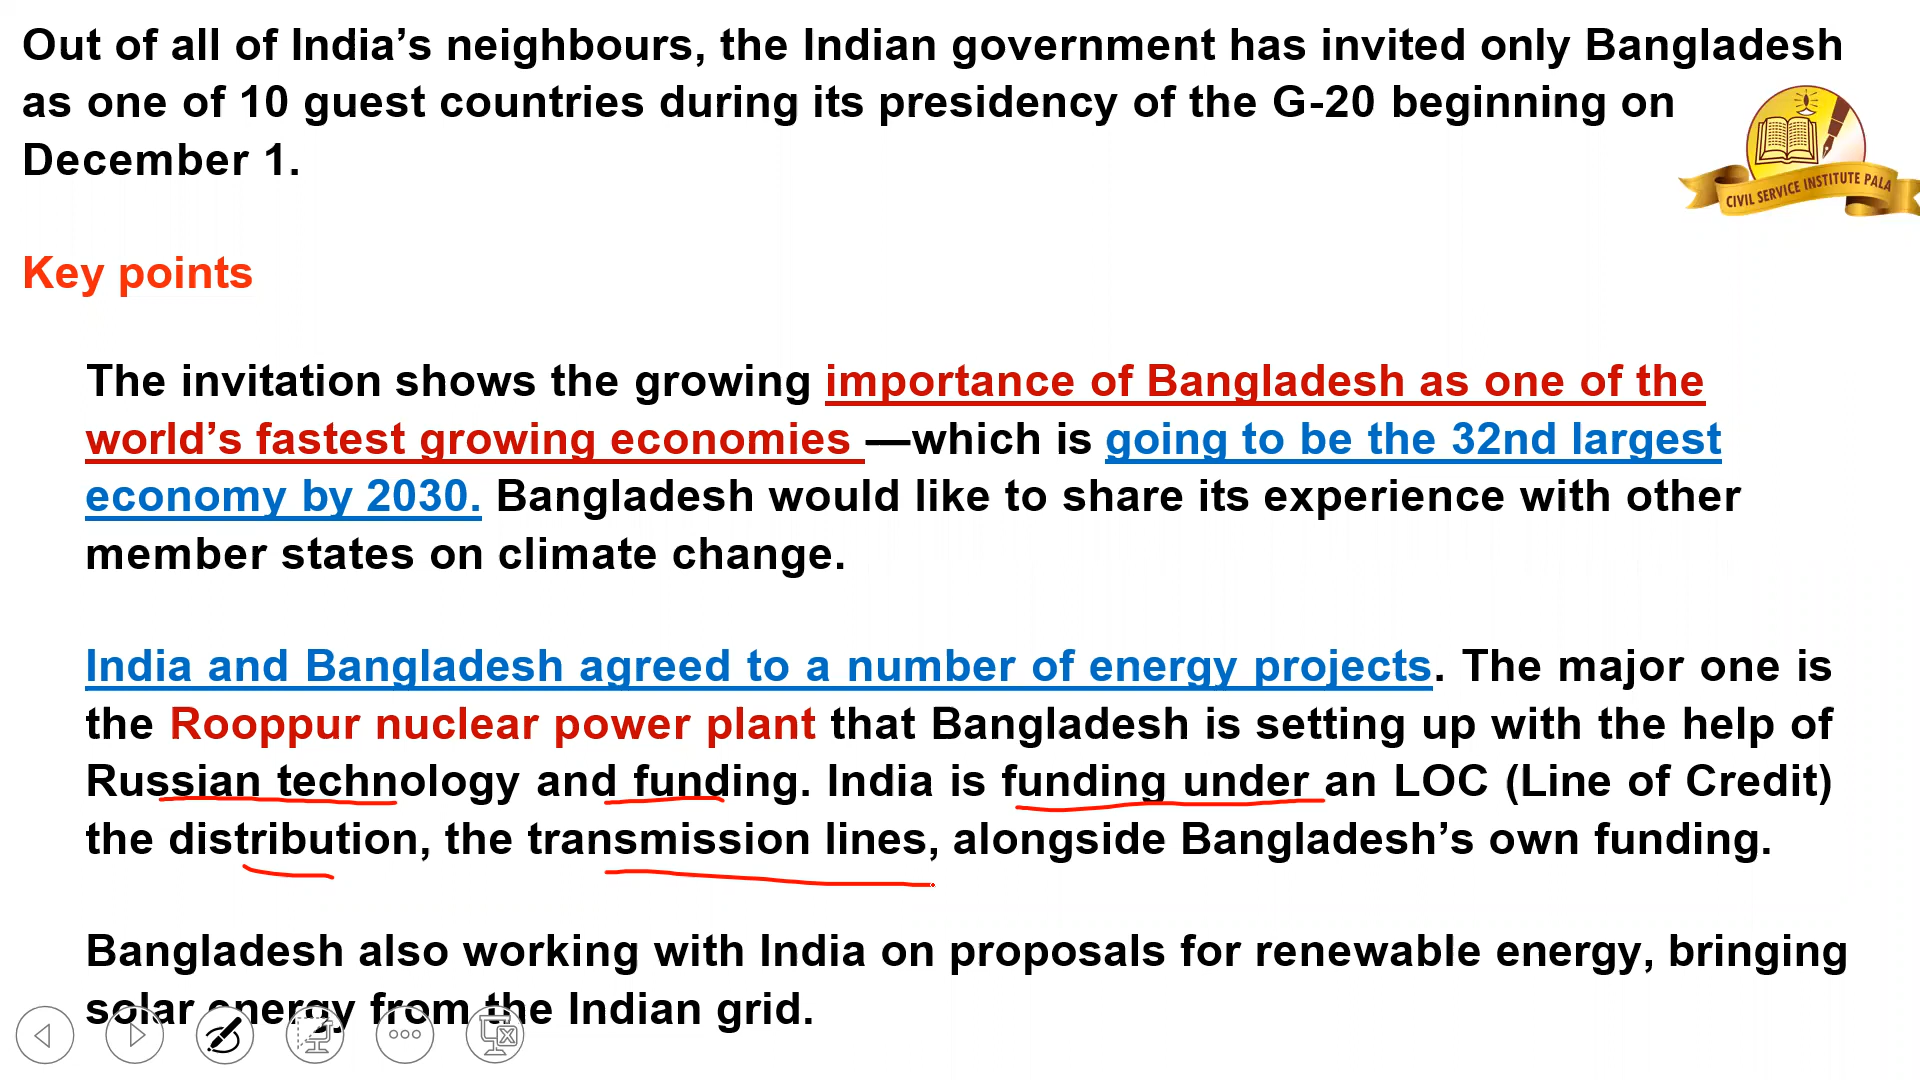 Out of all of India’s neighbours, the Indian government has invited only Bangladesh
as one of 10 guest countries during its presidency of the G-20 beginning on
December 1.
CIVIL SERVICE INSTITUTE PALA
Key points
The invitation shows the growing importance of Bangladesh as one of the
world’s fastest growing economies —which is going to be the 32nd largest
economy by 2030. Bangladesh would like to share its experience with other
member states on climate change.
India and Bangladesh agreed to a number of energy projects. The major one is
the Rooppur nuclear power plant that Bangladesh is setting up with the help of
Russian technology and funding. India is funding under an LOC (Line of Credit)
the distribution, the transmission lines, alongside Bangladesh’s own funding.
Bangladesh also working with India on proposals for renewable energy, bringing
solar energy from the Indian grid.